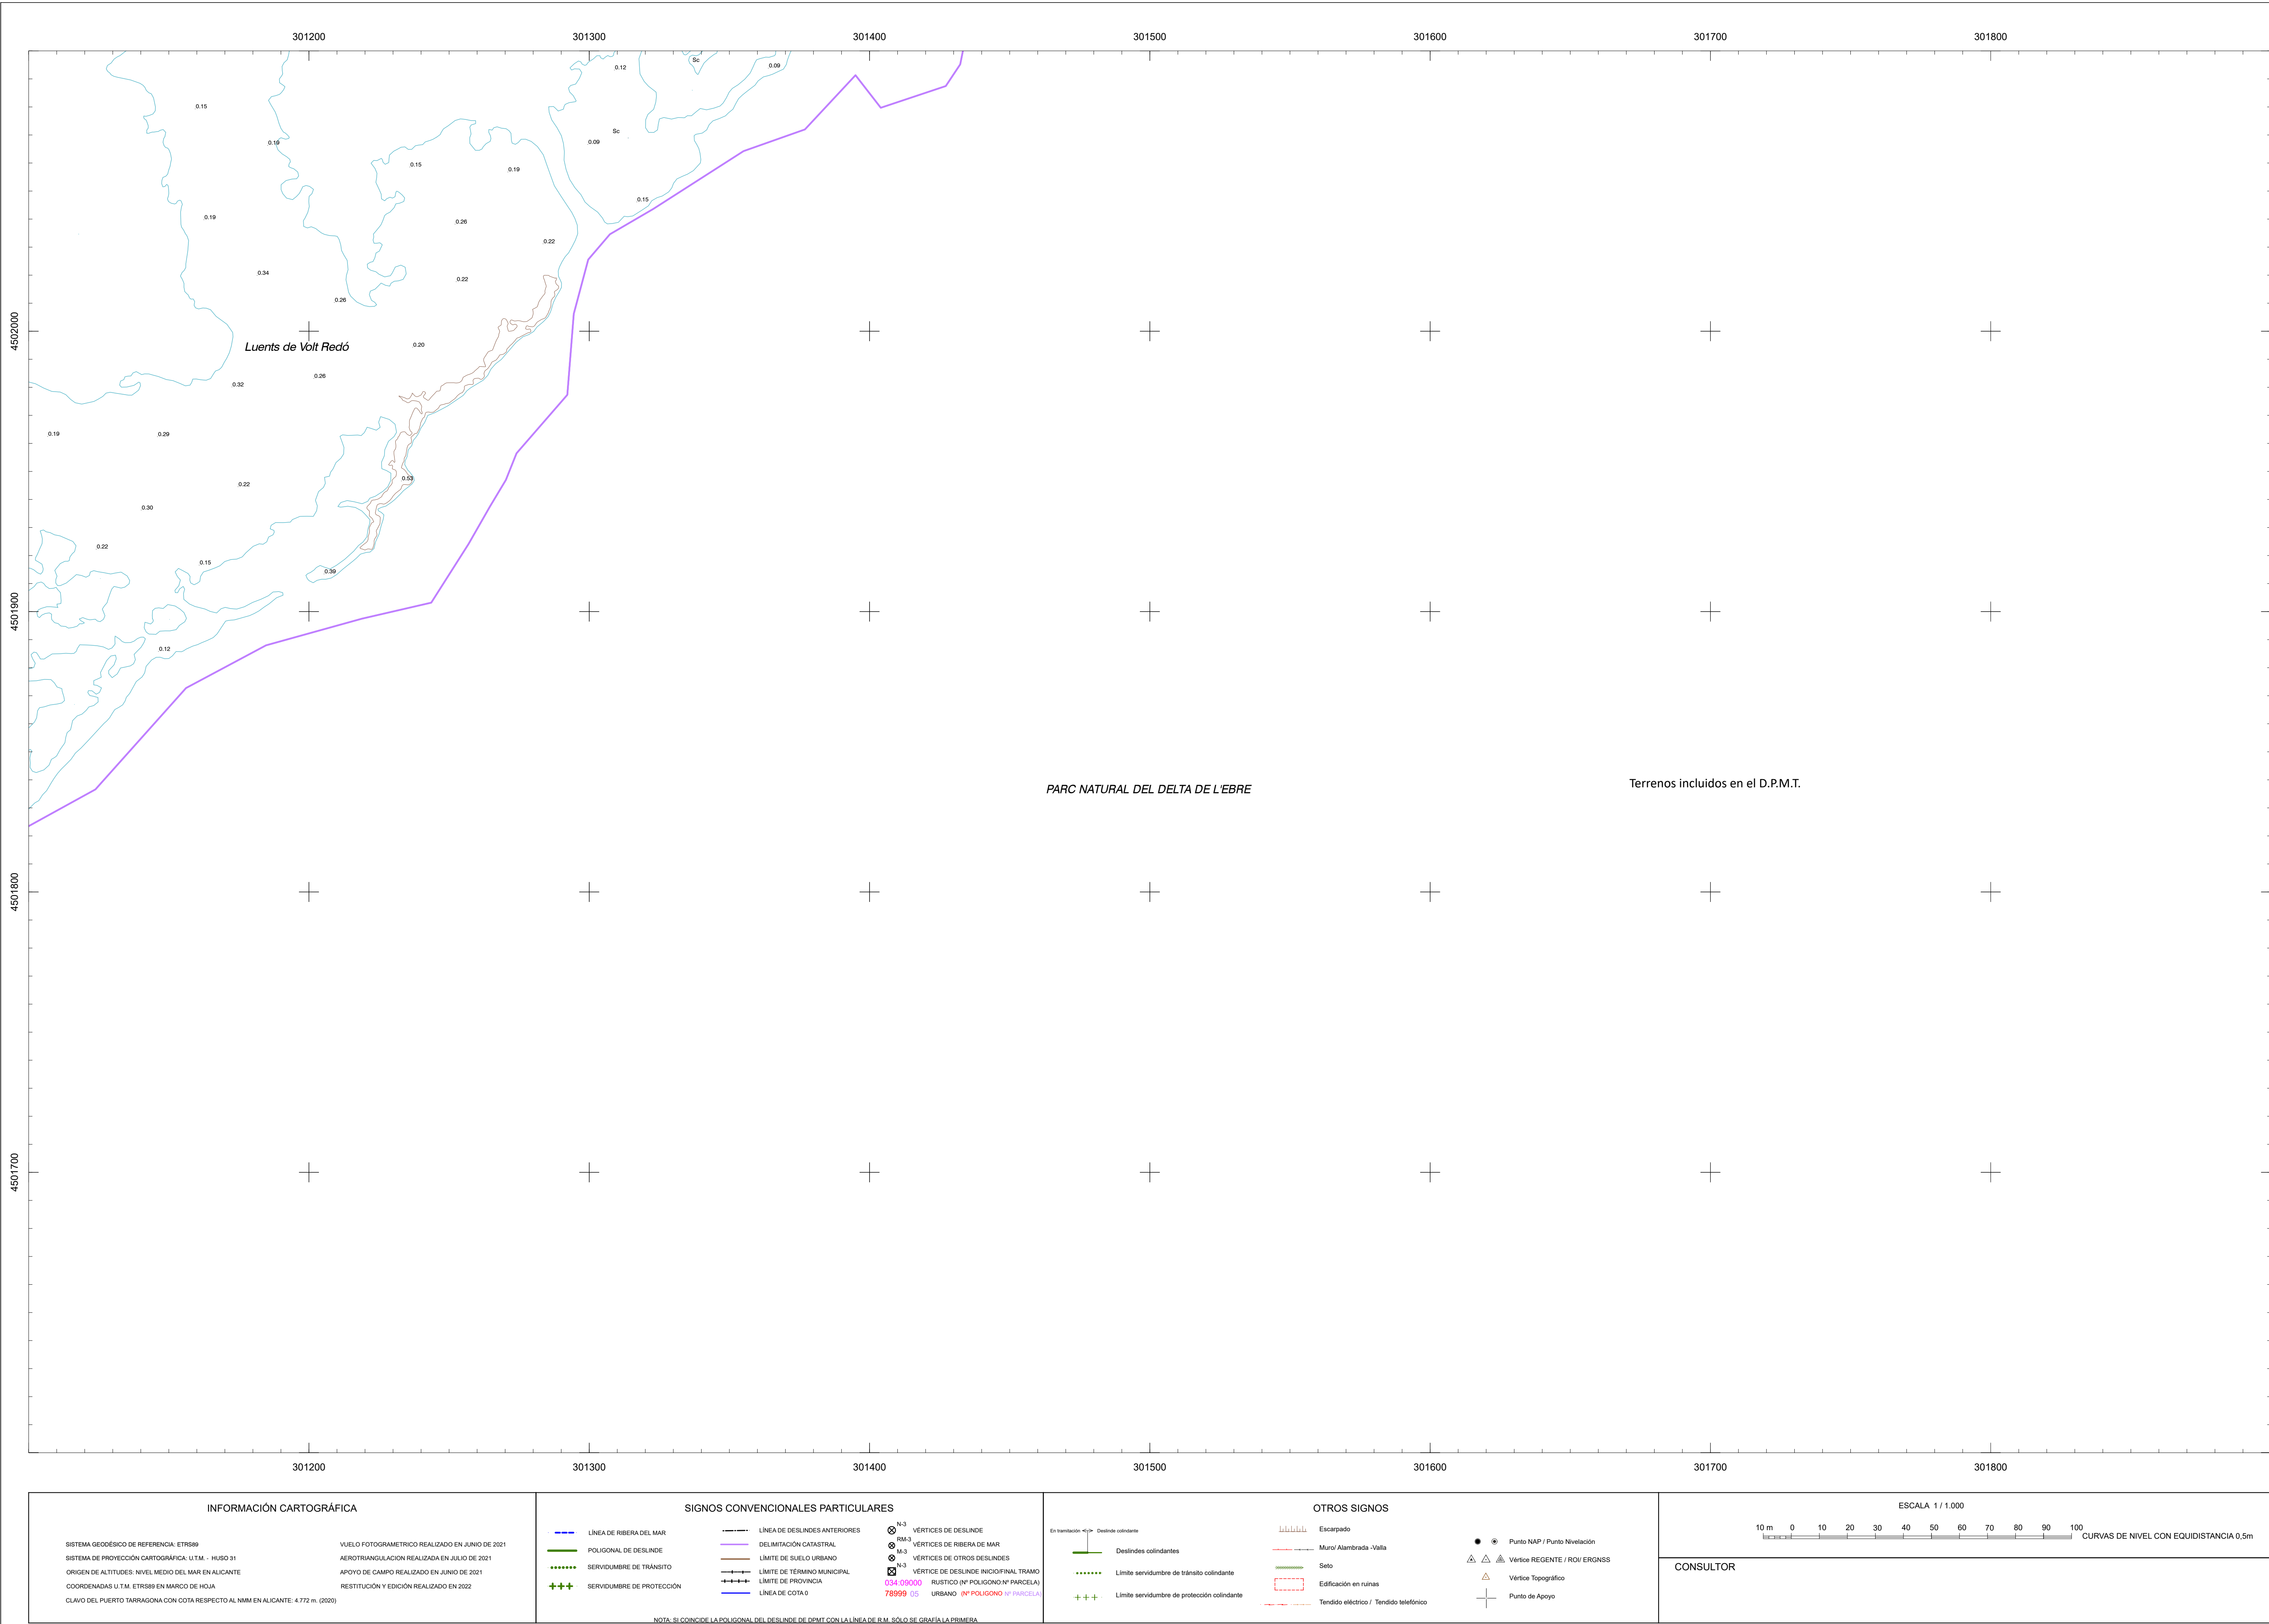 301200 301300 301400 301500 301600 301700 301800
Sc
0.12 0.09
0.15
Sc
0.19 0.09
0.15 0.19
0.15
0.19 0.26
0.22
0.34 0.22
0.26
4502000
Luents de Volt Redó 0.20
0.32 0.26
0.19 0.29
0.22 0.53
0.30
0.22
0.15 0.39
4501900
0.12
PARC NATURAL DEL DELTA DE L'EBRE Terrenos incluidos en el D.P.M.T.
4501800
4501700
301200 301300 301400 301500 301600 301700 301800
INFORMACIÓN CARTOGRÁFICA
SISTEMA GEODÉSICO DE REFERENCIA: ETRS89
SISTEMA DE PROYECCIÓN CARTOGRÁFICA: U.T.M. - HUSO 31
ORIGEN DE ALTITUDES: NIVEL MEDIO DEL MAR EN ALICANTE
COORDENADAS U.T.M. ETRS89 EN MARCO DE HOJA
CLAVO DEL PUERTO TARRAGONA CON COTA RESPECTO AL NMM EN ALICANTE: 4.772 m. (2020)
VUELO FOTOGRAMETRICO REALIZADO EN JUNIO DE 2021
AEROTRIANGULACION REALIZADA EN JULIO DE 2021
APOYO DE CAMPO REALIZADO EN JUNIO DE 2021
RESTITUCIÓN Y EDICIÓN REALIZADO EN 2022
SIGNOS CONVENCIONALES PARTICULARES
LÍNEA DE RIBERA DEL MAR
POLIGONAL DE DESLINDE
SERVIDUMBRE DE TRÁNSITO
SERVIDUMBRE DE PROTECCIÓN
LÍNEA DE DESLINDES ANTERIORES
DELIMITACIÓN CATASTRAL
LÍMITE DE SUELO URBANO
LÍMITE DE TÉRMINO MUNICIPAL
LÍMITE DE PROVINCIA
LÍNEA DE COTA 0
N-3 VÉRTICES DE DESLINDE
RM-3 VÉRTICES DE RIBERA DE MAR
M-3 VÉRTICES DE OTROS DESLINDES
N-3 VÉRTICE DE DESLINDE INICIO/FINAL TRAMO
034:09000 RUSTICO (Nº POLIGONO:Nº PARCELA)
78999 05 URBANO (Nº POLIGONO Nº PARCELA)
NOTA: SI COINCIDE LA POLIGONAL DEL DESLINDE DE DPMT CON LA LÍNEA DE R.M. SÓLO SE GRAFÍA LA PRIMERA
OTROS SIGNOS
En tramitación Deslinde colindante
Deslindes colindantes
Límite servidumbre de tránsito colindante
Límite servidumbre de protección colindante
Escarpado
Muro/ Alambrada -Valla
Seto
Edificación en ruinas
Tendido eléctrico / Tendido telefónico
Punto NAP / Punto Nivelación
Vértice REGENTE / ROI/ ERGNSS
Vértice Topográfico
Punto de Apoyo
ESCALA 1 / 1.000
10 m 0 10 20 30 40 50 60 70 80 90 100
CURVAS DE NIVEL CON EQUIDISTANCIA 0,5m
CONSULTOR